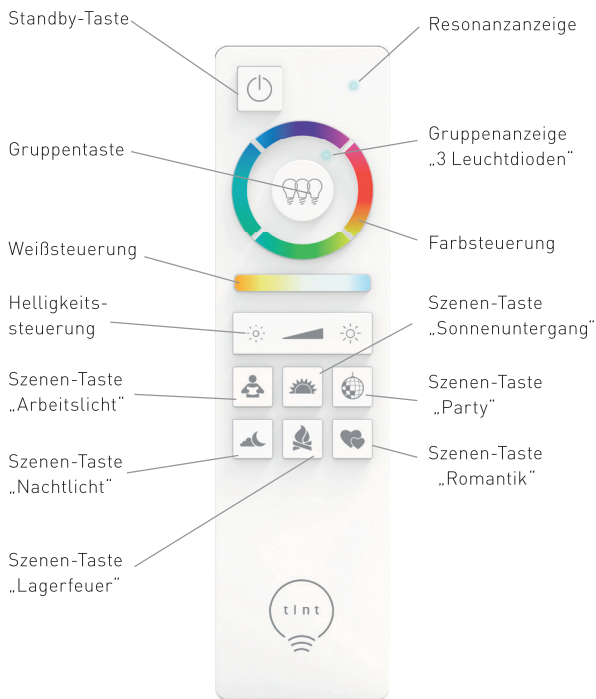 Standby-Taste
Resonanzanzeige
Gruppentaste
Gruppenanzeige
„3 Leuchtdioden“
Weißsteuerung
Farbsteuerung
Helligkeits-
steuerung
Szenen-Taste
„Sonnenuntergang“
Szenen-Taste
„Arbeitslicht“
Szenen-Taste
„Party“
Szenen-Taste
„Nachtlicht“
Szenen-Taste
„Romantik“
Szenen-Taste
„Lagerfeuer“
tınt